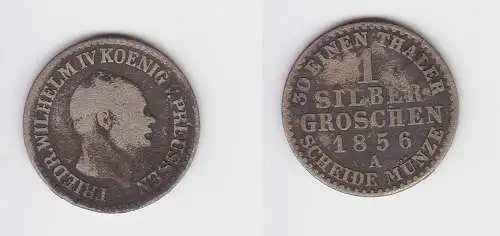 FRIEDR.WILHELM IV KOENIG V.PREUSSEN
30 EINEN THALER
1
SILBER
GROSCHEN
1856
A
SCHEIDE MÜNZE